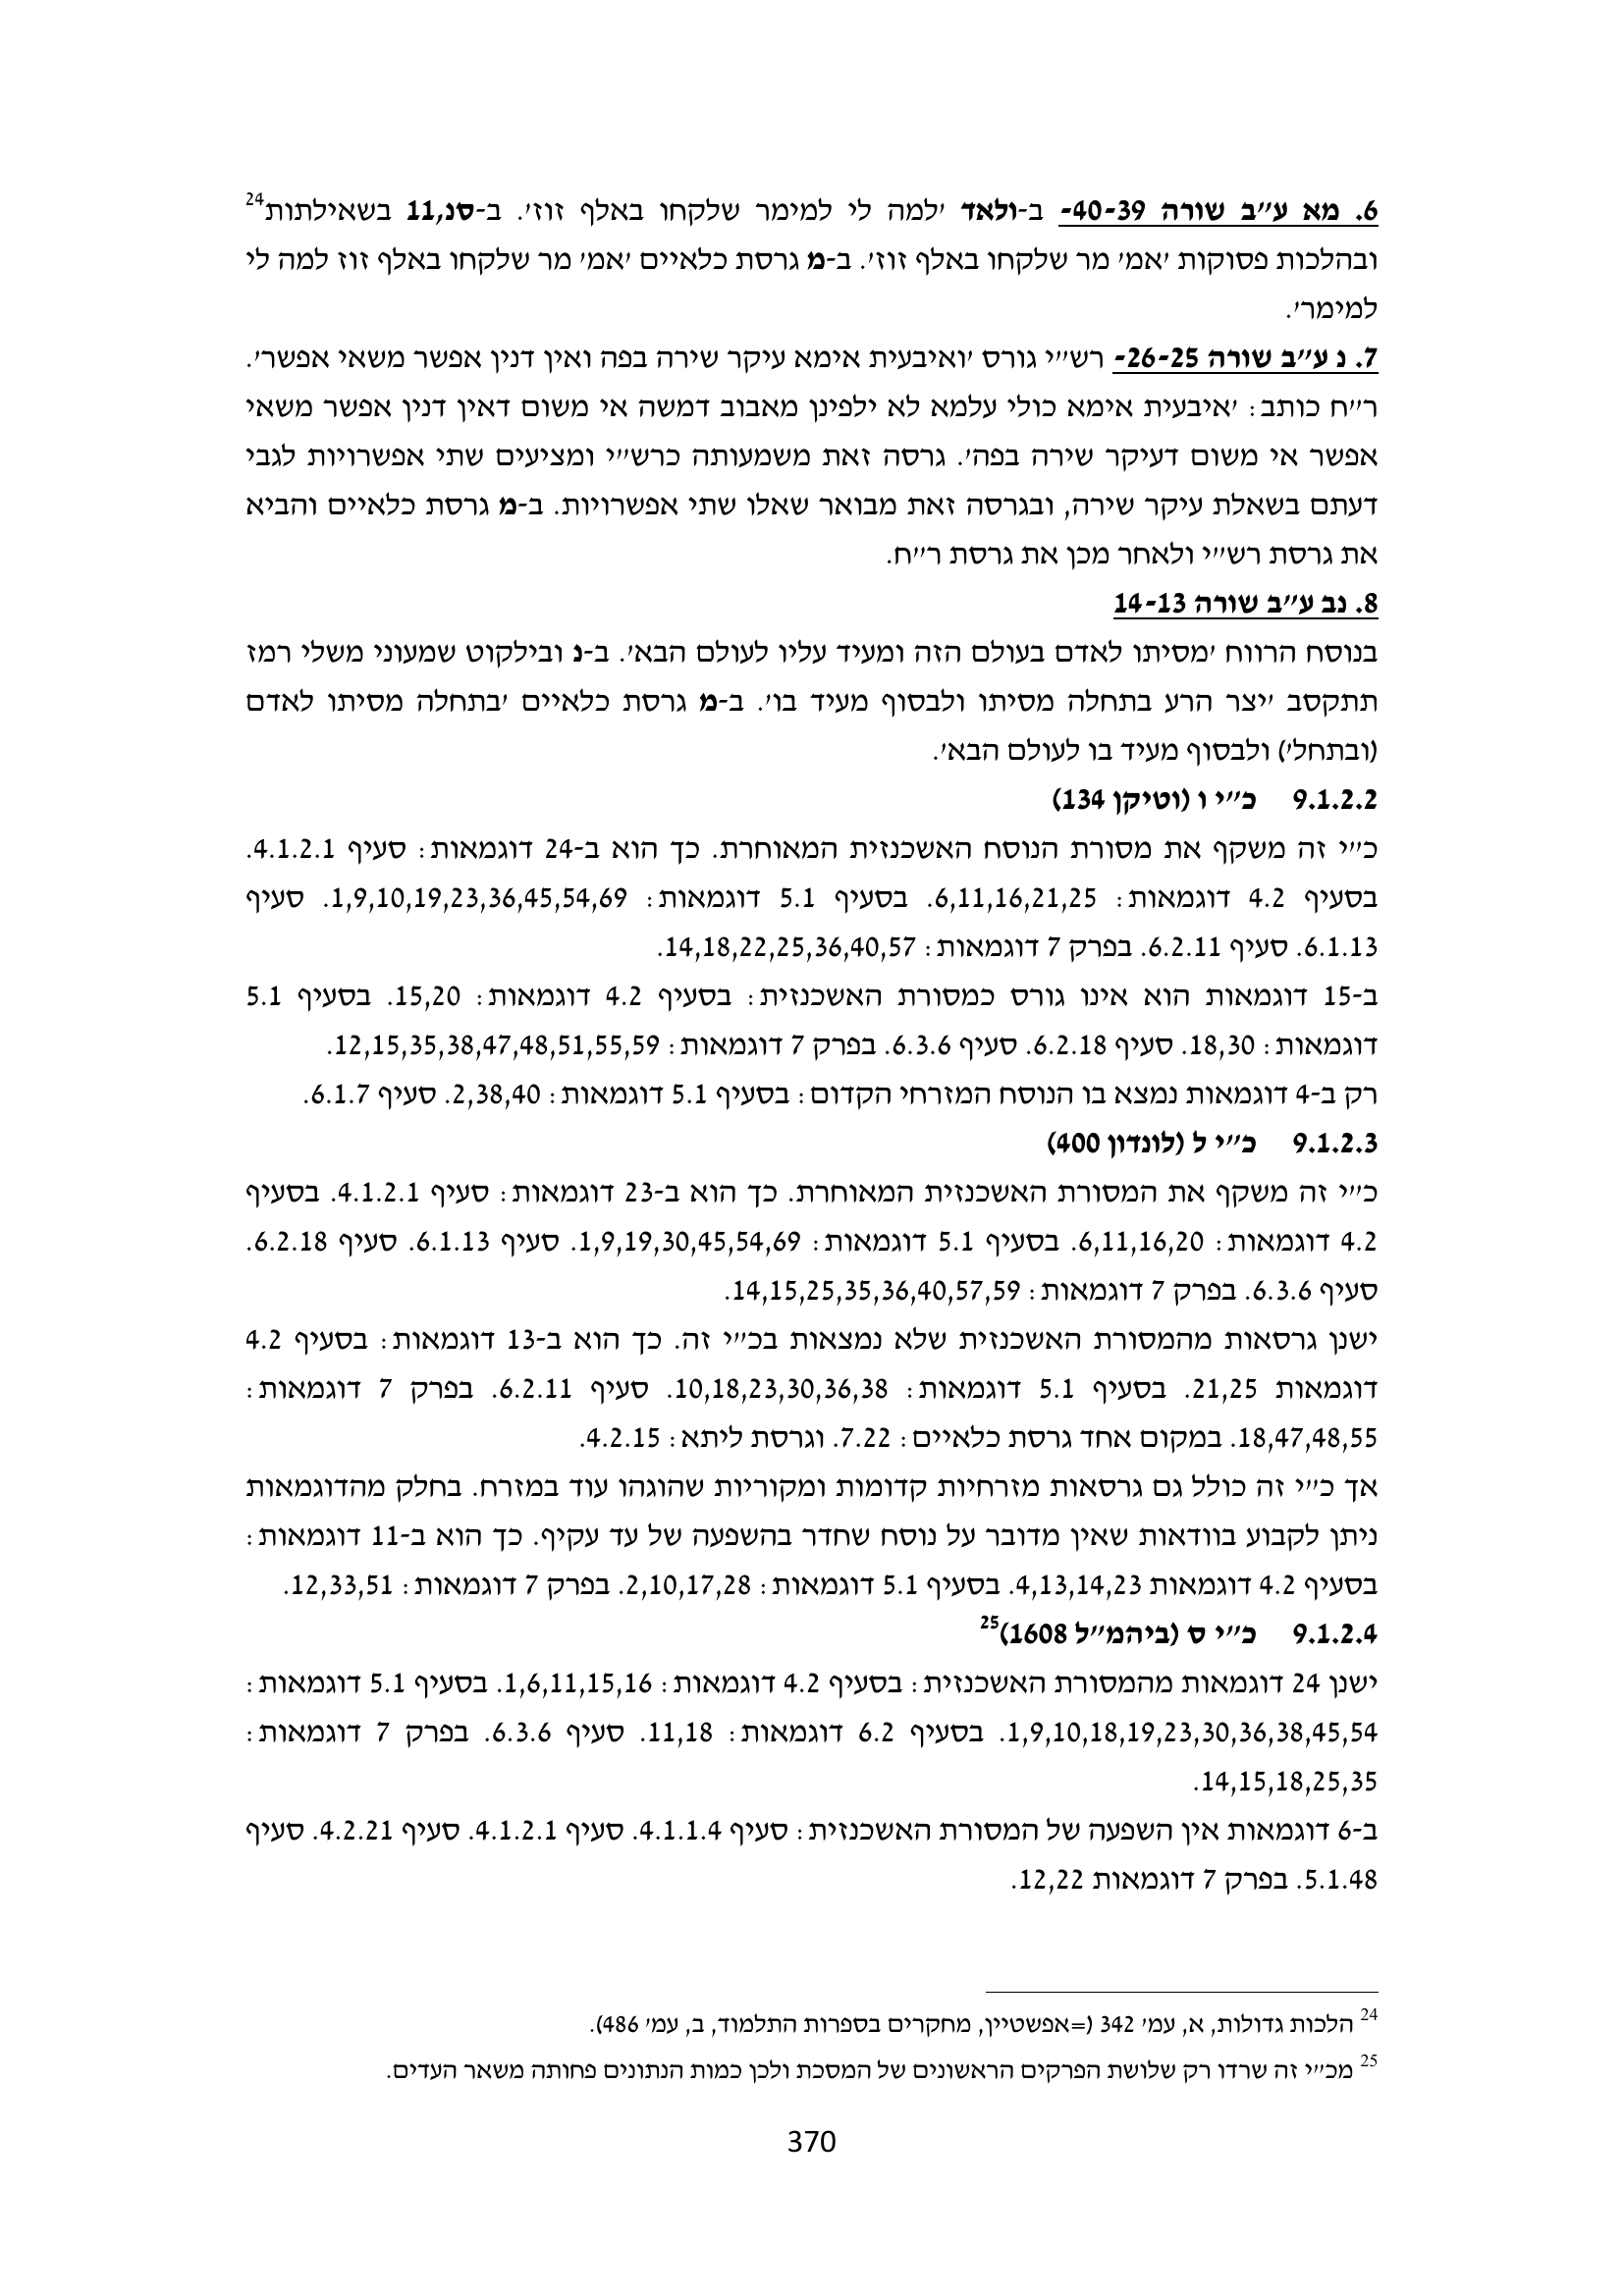 6. מא ע״ב שורה 40-39- ב-ולאד ׳למה לי למימר שלקחו באלף זוז׳. ב-סנ,11 בשאילתות24
ובהלכות פסוקות ׳אמ׳ מר שלקחו באלף זוז׳. ב-מ גרסת כלאיים ׳אמ׳ מר שלקחו באלף זוז למה לי
למימר׳.
7. נ ע״ב שורה 26-25- רש״י גורס ׳ואיבעית אימא עיקר שירה בפה ואין דנין אפשר משאי אפשר׳.
ר״ח כותב: ׳איבעית אימא כולי עלמא לא ילפינן מאבוב דמשה אי משום דאין דנין אפשר משאי
אפשר אי משום דעיקר שירה בפה׳. גרסה זאת משמעותה כרש״י ומציעים שתי אפשרויות לגבי
דעתם בשאלת עיקר שירה, ובגרסה זאת מבואר שאלו שתי אפשרויות. ב-מ גרסת כלאיים והביא
את גרסת רש״י ולאחר מכן את גרסת ר״ח.
8. נב ע״ב שורה 14-13
בנוסח הרווח ׳מסיתו לאדם בעולם הזה ומעיד עליו לעולם הבא׳. ב-נ ובילקוט שמעוני משלי רמז
תתקסב ׳יצר הרע בתחלה מסיתו ולבסוף מעיד בו׳. ב-מ גרסת כלאיים ׳בתחלה מסיתו לאדם
(ובתחל׳) ולבסוף מעיד בו לעולם הבא׳.
9.1.2.2 כ״י ו (וטיקן 134)
כ״י זה משקף את מסורת הנוסח האשכנזית המאוחרת. כך הוא ב-24 דוגמאות: סעיף 4.1.2.1.
בסעיף 4.2 דוגמאות: 6,11,16,21,25. בסעיף 5.1 דוגמאות: 1,9,10,19,23,36,45,54,69. סעיף
6.1.13. סעיף 6.2.11. בפרק 7 דוגמאות: 14,18,22,25,36,40,57.
ב-15 דוגמאות הוא אינו גורס כמסורת האשכנזית: בסעיף 4.2 דוגמאות: 15,20. בסעיף 5.1
דוגמאות: 18,30. סעיף 6.2.18. סעיף 6.3.6. בפרק 7 דוגמאות: 12,15,35,38,47,48,51,55,59.
רק ב-4 דוגמאות נמצא בו הנוסח המזרחי הקדום: בסעיף 5.1 דוגמאות: 2,38,40. סעיף 6.1.7.
9.1.2.3 כ״י ל (לונדון 400)
כ״י זה משקף את המסורת האשכנזית המאוחרת. כך הוא ב-23 דוגמאות: סעיף 4.1.2.1. בסעיף
4.2 דוגמאות: 6,11,16,20. בסעיף 5.1 דוגמאות: 1,9,19,30,45,54,69. סעיף 6.1.13. סעיף 6.2.18.
סעיף 6.3.6. בפרק 7 דוגמאות: 14,15,25,35,36,40,57,59.
ישנן גרסאות מהמסורת האשכנזית שלא נמצאות בכ״י זה. כך הוא ב-13 דוגמאות: בסעיף 4.2
דוגמאות 21,25. בסעיף 5.1 דוגמאות: 10,18,23,30,36,38. סעיף 6.2.11. בפרק 7 דוגמאות:
18,47,48,55. במקום אחד גרסת כלאיים: 7.22. וגרסת ליתא: 4.2.15.
אך כ״י זה כולל גם גרסאות מזרחיות קדומות ומקוריות שהוגהו עוד במזרח. בחלק מהדוגמאות
ניתן לקבוע בוודאות שאין מדובר על נוסח שחדר בהשפעה של עד עקיף. כך הוא ב-11 דוגמאות:
בסעיף 4.2 דוגמאות 4,13,14,23. בסעיף 5.1 דוגמאות: 2,10,17,28. בפרק 7 דוגמאות: 12,33,51.
9.1.2.4 כ״י ס (ביהמ״ל 1608)25
ישנן 24 דוגמאות מהמסורת האשכנזית: בסעיף 4.2 דוגמאות: 1,6,11,15,16. בסעיף 5.1 דוגמאות:
1,9,10,18,19,23,30,36,38,45,54. בסעיף 6.2 דוגמאות: 11,18. סעיף 6.3.6. בפרק 7 דוגמאות:
14,15,18,25,35.
ב-6 דוגמאות אין השפעה של המסורת האשכנזית: סעיף 4.1.1.4. סעיף 4.1.2.1. סעיף 4.2.21. סעיף
5.1.48. בפרק 7 דוגמאות 12,22.
24 הלכות גדולות, א, עמ׳ 342 (=אפשטיין, מחקרים בספרות התלמוד, ב, עמ׳ 486).
25 מכ״י זה שרדו רק שלושת הפרקים הראשונים של המסכת ולכן כמות הנתונים פחותה משאר העדים.
370